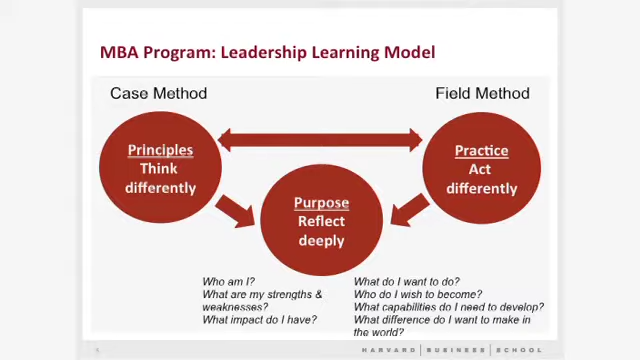 MBA Program: Leadership Learning Model
Case Method
Field Method
Principles
Think
differently
Practice
Act
differently
Purpose
Reflect
deeply
Who am I?
What are my strengths &
weaknesses?
What impact do I have?
What do I want to do?
Who do I wish to become?
What capabilities do I need to develop?
What difference do I want to make in
the world?
HARVARD | BUSINESS | SCHOOL